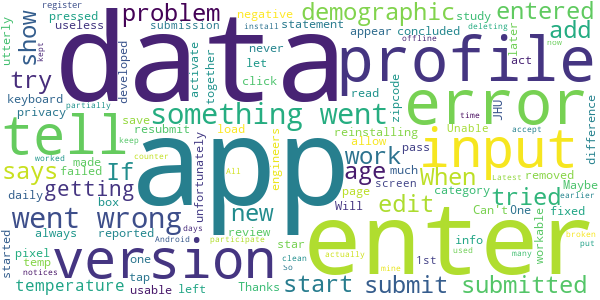 register
pressed
negative
utterly
useless
problem
demographic
study
entered
show
submission
statement
deleting
install
developed
activate
together
never
appear concluded
later
add
kept
offline
now
try
data
let
click
profile
act
partially
keyboard
privacy
something went
read
zipcode
difference
tell
save
resubmit
load
reinstalling
error
JHU
time
accept
keep
says
If
app
age
engineers
allow
work
pass
input
Unable
worked
made
failed
counter
unfortunately
much
When
category
removed
Latest
earlier
daily
getting
box
All
new
page
screen
tried
Maybe
went wrong
Will
edit
Can't
One
fixed
always
reported
days
participate
review
workable
started
pixel
version
Android
star
info
enter
broken
one
clean
actually
many
put
temp
tap
So
mine
used
notices
usable
left
Thanks
start
submit
1st
submitted
temperature